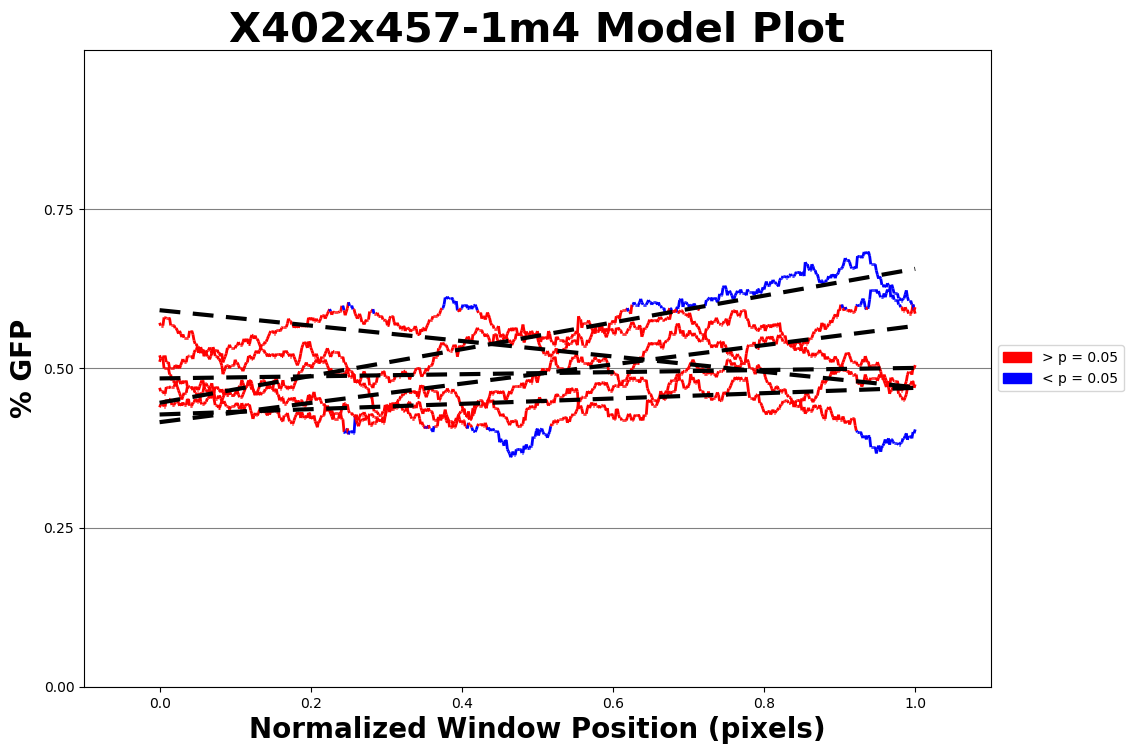 X402x457-1m4 Model Plot
% GFP
0.75
0.50
0.25
0.00
0.0 0.2 0.4 0.6 0.8 1.0
Normalized Window Position (pixels)
> p = 0.05
< p = 0.05